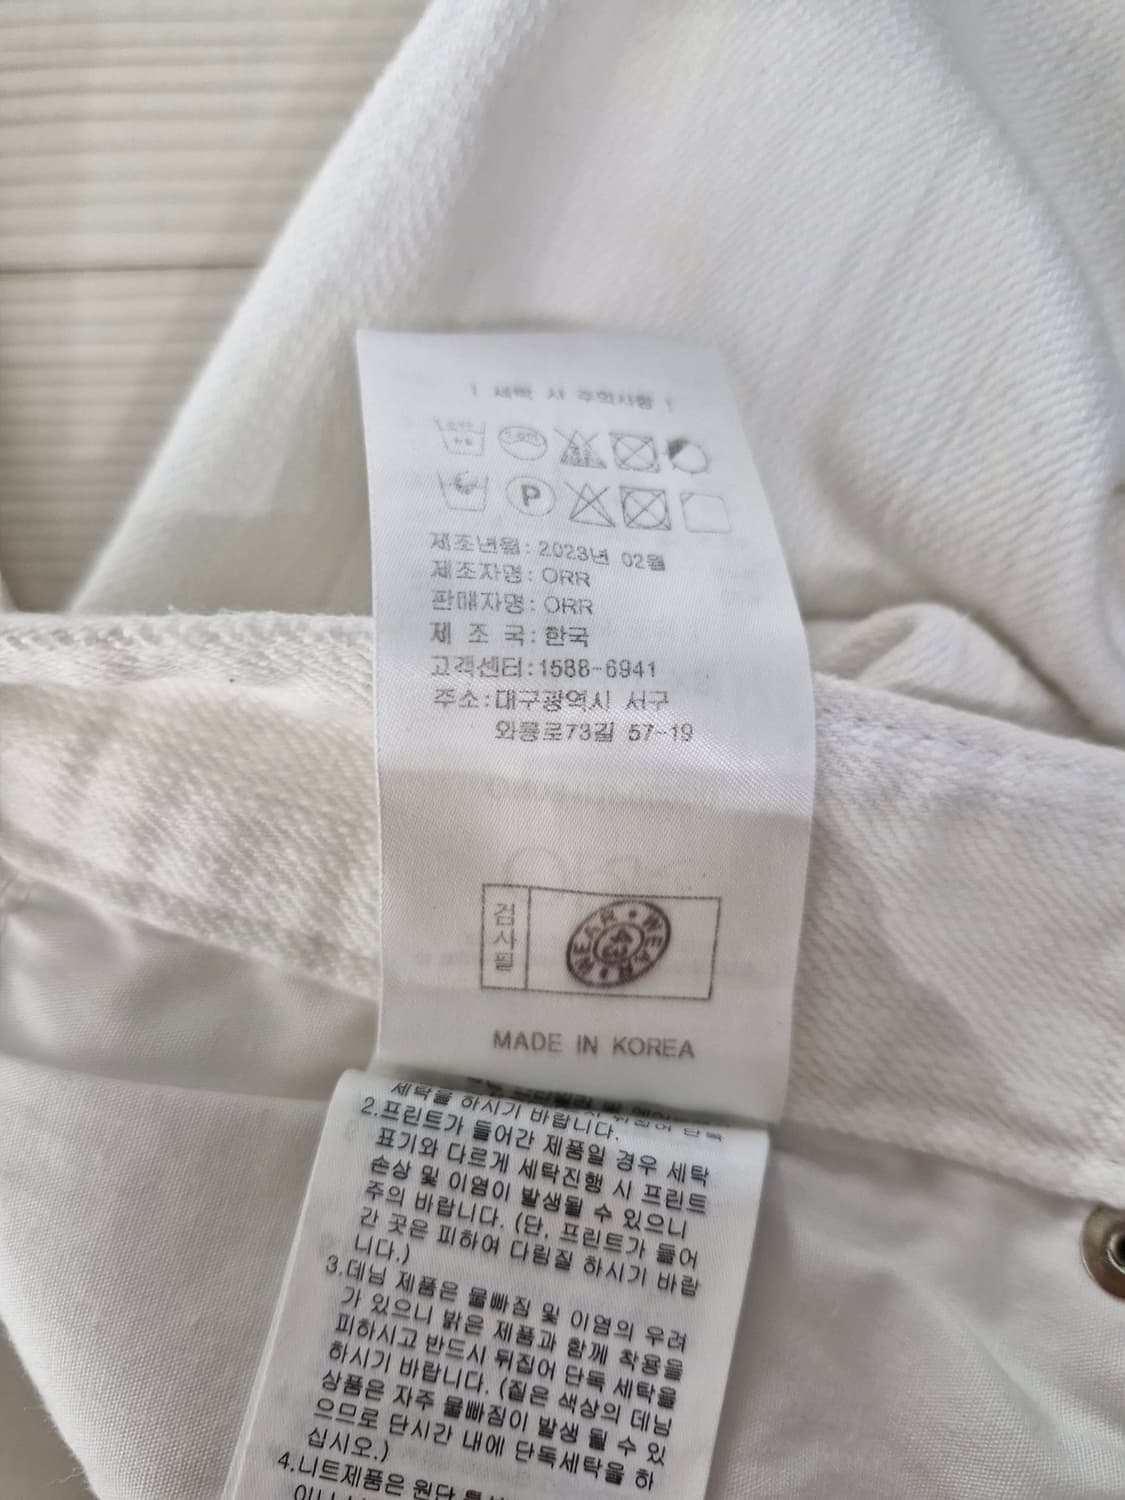 ! 세탁 시 주의사항 !
P
제조년월: 2023년 02월
제조자명: ORR
판매자명: ORR
제 조 국: 한국
고객센터:1588-6941
주소:대구광역시 서구
와룡로73길 57-19
검사필
WEAR • WEAR • WEAR
MADE IN KOREA
세탁을 하시기 바랍니다.
2.프린트가 들어간 제품일 경우 세탁
표기와 다르게 세탁진행 시 프린트
손상 및 이염이 발생될 수 있으니
주의 바랍니다. (단, 프린트가 들어
간 곳은 피하여 다림질 하시기 바랍
니다.)
3.데님 제품은 물빠짐 및 이염의 우려
가 있으니 밝은 제품과 함께 착용을
피하시고 반드시 뒤집어 단독 세탁을
하시기 바랍니다. (짙은 색상의 데님
상품은 자주 물빠짐이 발생 될 수 있
으므로 단시간 내에 단독세탁을 하
십시오.)
4.니트제품은 원단